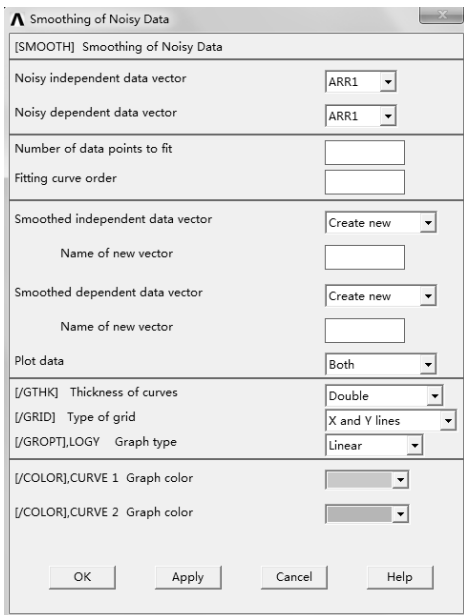 Smoothing of Noisy Data
[SMOOTH] Smoothing of Noisy Data
Noisy independent data vector ARR1
Noisy dependent data vector ARR1
Number of data points to fit
Fitting curve order
Smoothed independent data vector Create new
Name of new vector
Smoothed dependent data vector Create new
Name of new vector
Plot data Both
[/GTHK] Thickness of curves Double
[/GRID] Type of grid X and Y lines
[/GROPT],LOGY Graph type Linear
[/COLOR],CURVE 1 Graph color
[/COLOR],CURVE 2 Graph color
OK Apply Cancel Help